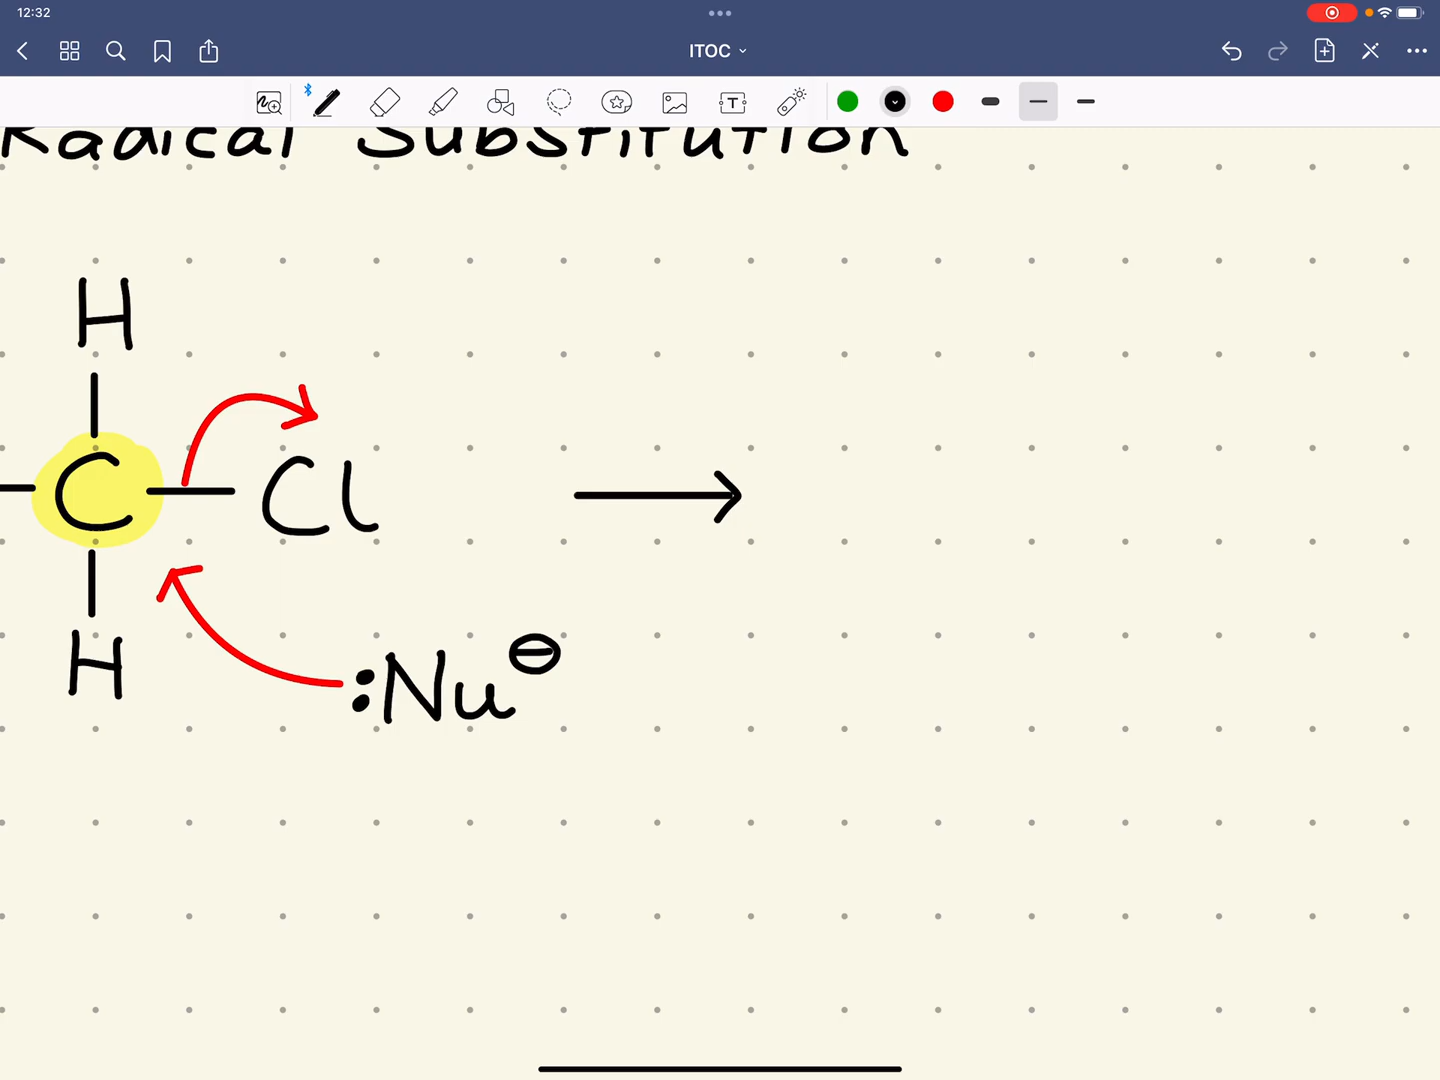 12:32
ITOC
T
Radical Substitution
H
C Cl
H
:Nu⊖